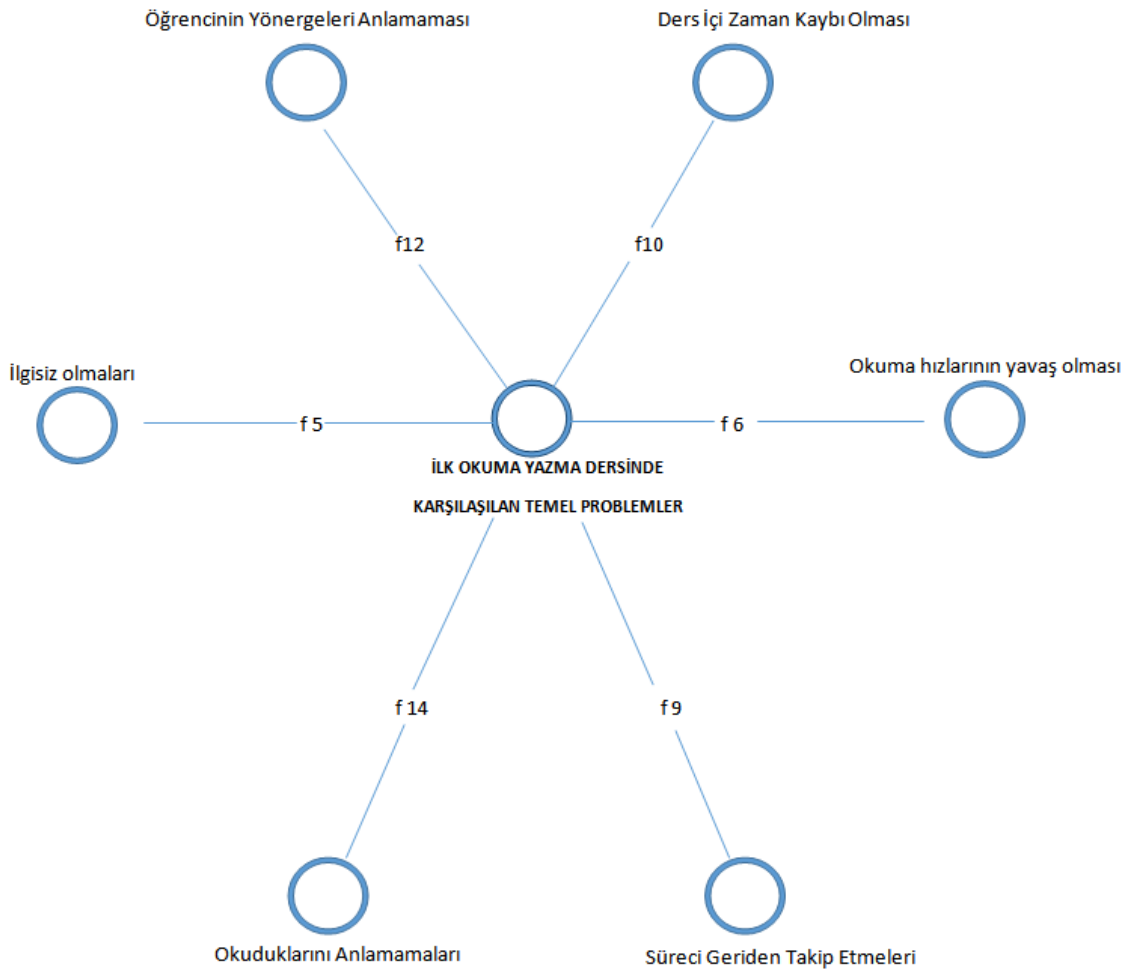 Öğrencinin Yönergeleri Anlamaması
Ders İçi Zaman Kaybı Olması
f12
f10
İlgisiz olmaları
Okuma hızlarının yavaş olması
f 5
f 6
İLK OKUMA YAZMA DERSİNDE
KARŞILAŞILAN TEMEL PROBLEMLER
f 14
f 9
Okuduklarını Anlamamaları
Süreci Geriden Takip Etmeleri